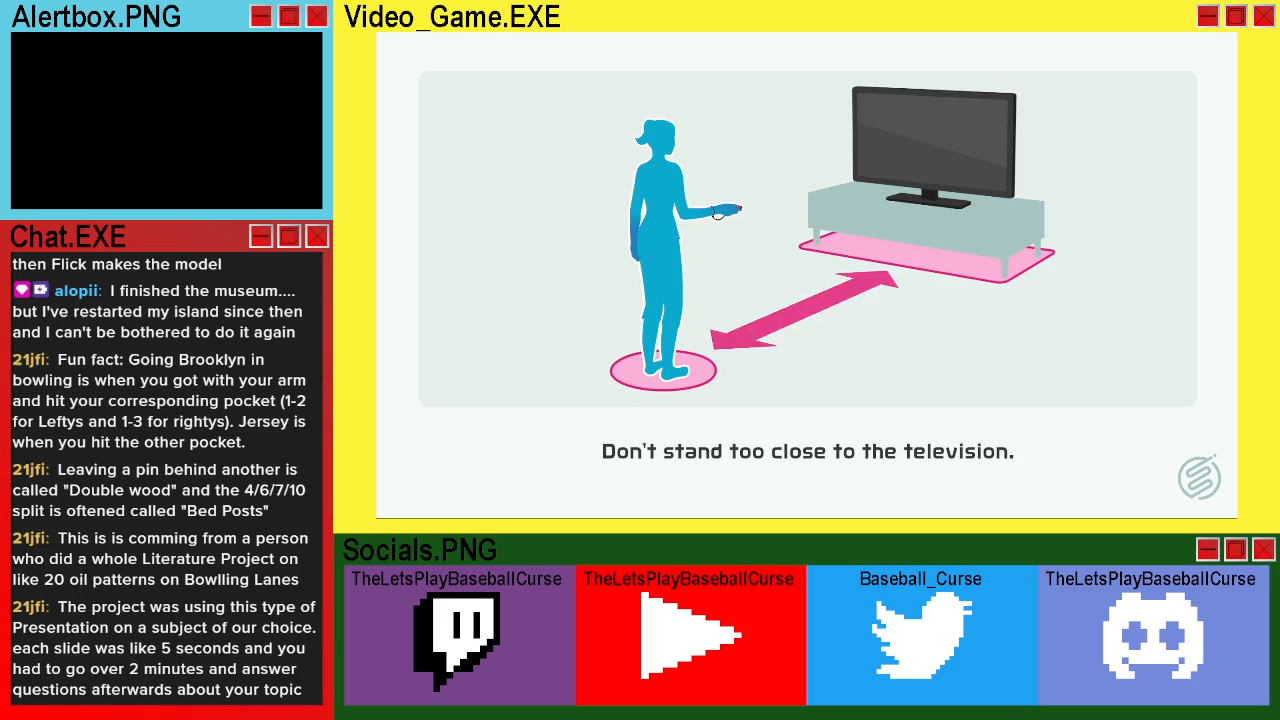 Alertbox.PNG
Video_Game.EXE
Chat.EXE
then Flick makes the model
alopii: I finished the museum....
but I've restarted my island since then
and I can't be bothered to do it again
21jfi: Fun fact: Going Brooklyn in
bowling is when you got with your arm
and hit your corresponding pocket (1-2
for Leftys and 1-3 for rightys). Jersey is
when you hit the other pocket.
21jfi: Leaving a pin behind another is
called "Double wood" and the 4/6/7/10
split is oftened called "Bed Posts"
21jfi: This is is comming from a person
who did a whole Literature Project on
like 20 oil patterns on Bowlling Lanes
21jfi: The project was using this type of
Presentation on a subject of our choice.
each slide was like 5 seconds and you
had to go over 2 minutes and answer
questions afterwards about your topic
Don't stand too close to the television.
Socials.PNG
TheLetsPlayBaseballCurse
TheLetsPlayBaseballCurse
Baseball_Curse
TheLetsPlayBaseballCurse